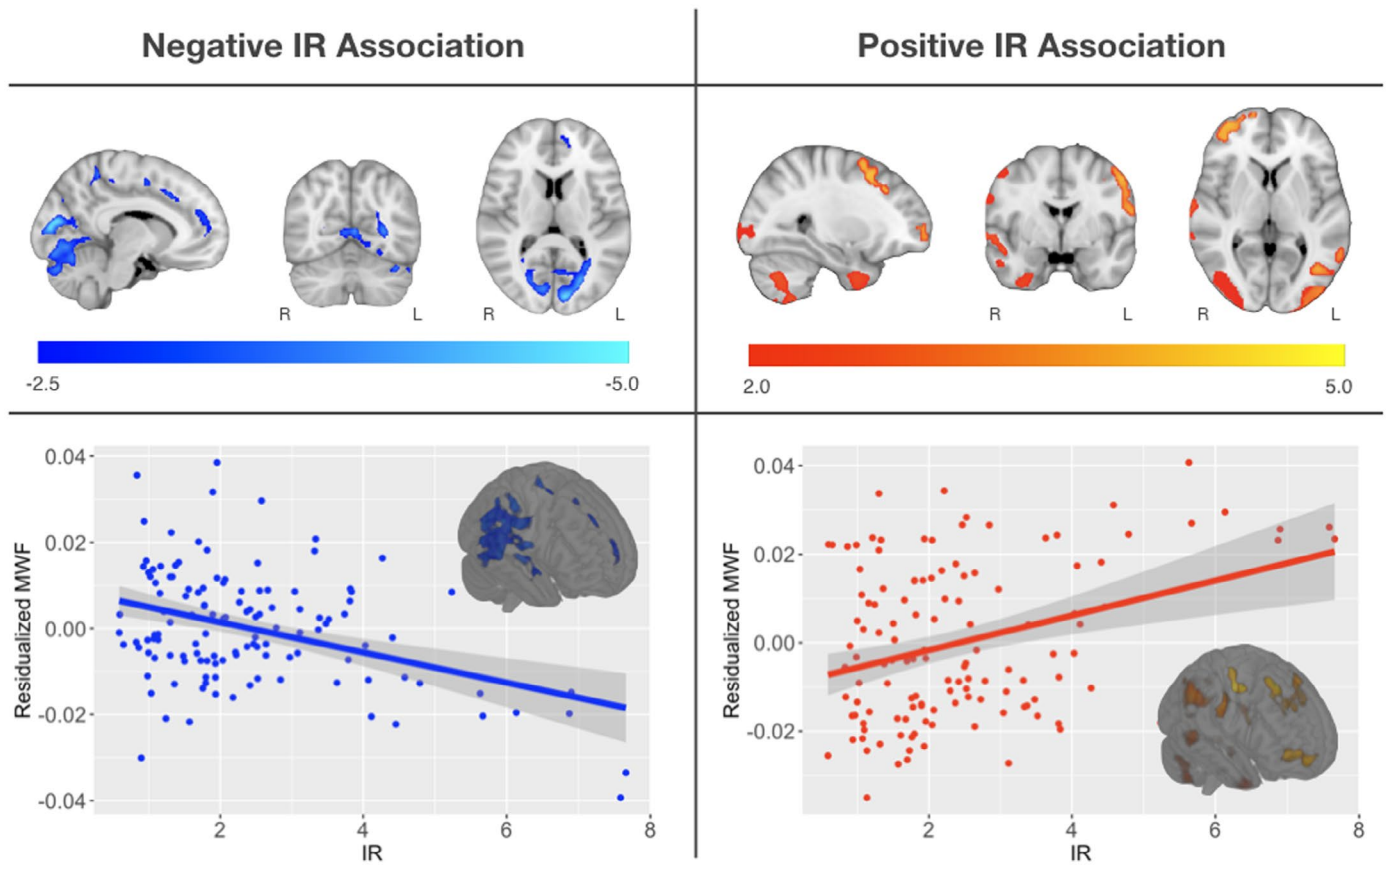 Negative IR Association
Positive IR Association
R L R L
-2.5 -5.0
R L R L
2.0 5.0
0.04
0.02
0.00
-0.02
-0.04
Residualized MWF
2 4 6 8
IR
0.04
0.02
0.00
-0.02
Residualized MWF
2 4 6 8
IR